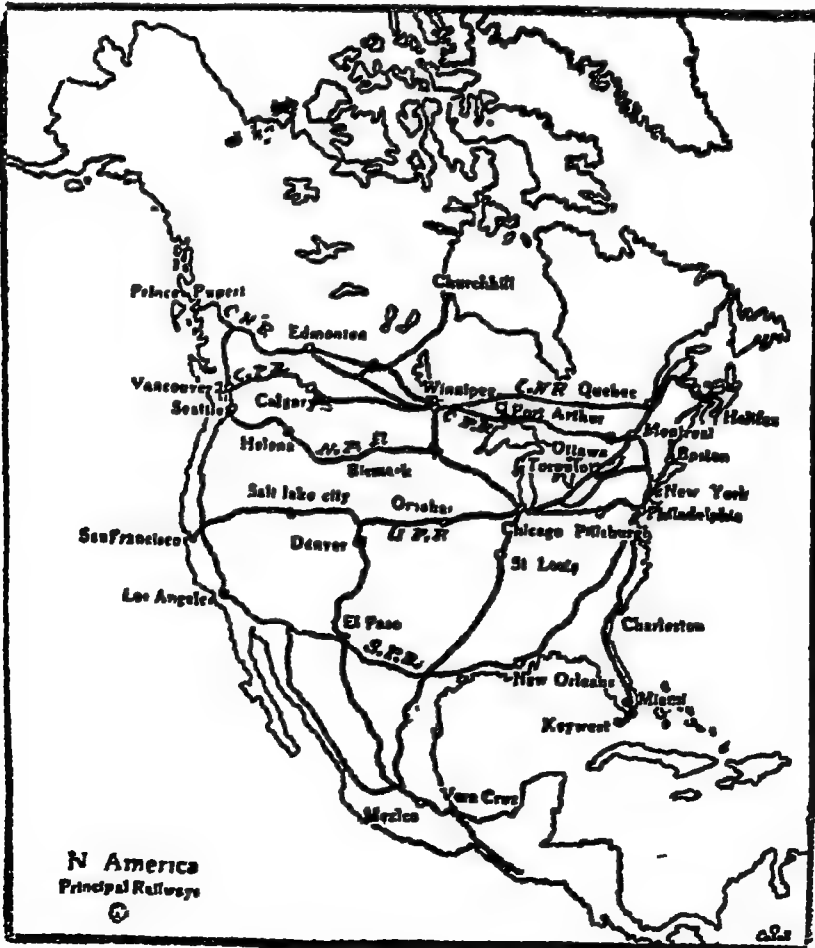 Churchhill
Prince Rupert
C.N.R
Edmonton
Vancouver
C.P.R
Calgary
Winnipeg
C.N.R
Quebec
Seattle
C.P.R
Port Arthur
Halifax
Montreal
Helena
N.P.R
Ottawa
Boston
Bismark
Toronto
Salt lake city
Omaha
New York
Philadelphia
San Francisco
Denver
U.P.R
Chicago
Pittsburgh
St Louis
Los Angeles
El Paso
Charleston
S.P.R.
New Orleans
Miami
Keywest
Vera Cruz
Mexico
N America
Principal Railways